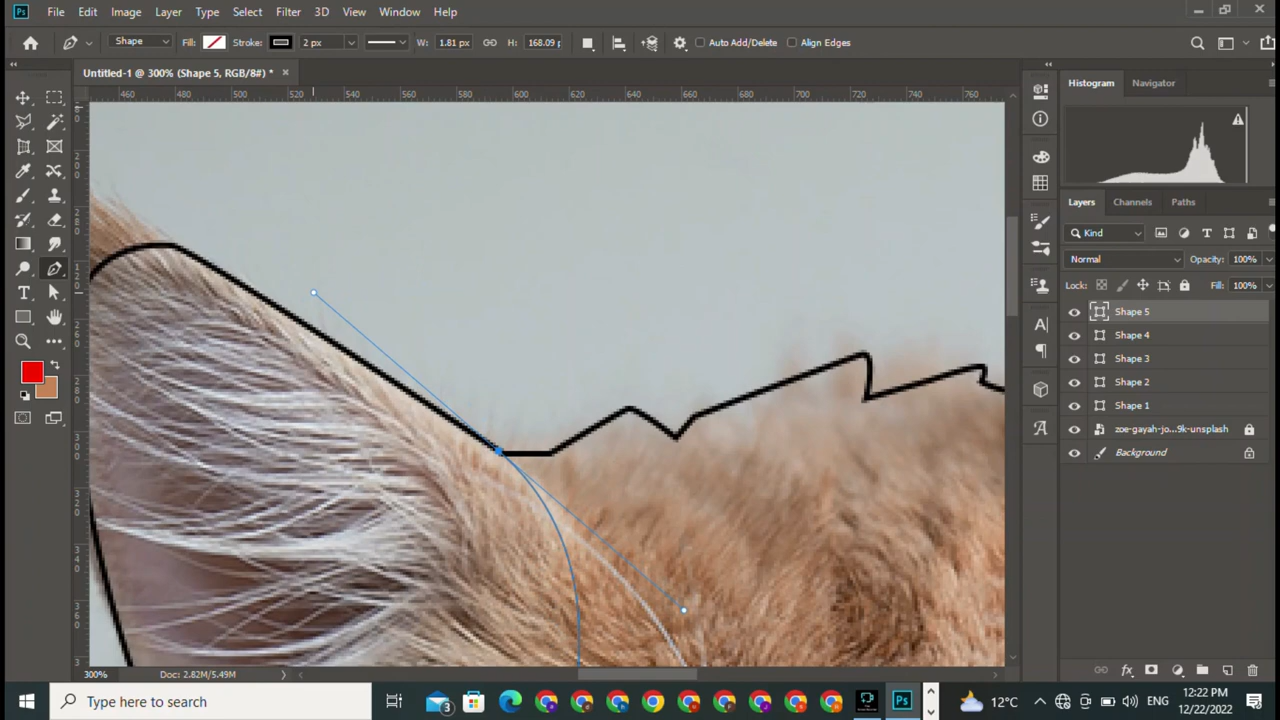 Ps File Edit Image Layer Type Select Filter 3D View Window Help
Shape Fill: Stroke: 2 px W: 1.81 px H: 168.09 p Auto Add/Delete Align Edges
Untitled-1 @ 300% (Shape 5, RGB/8#) * ×
460 480 500 520 540 560 580 600 620 640 660 680 700 720 740 760
Histogram Navigator
Layers Channels Paths
Kind
Normal Opacity: 100%
Lock: Fill: 100%
Shape 5
Shape 4
Shape 3
Shape 2
Shape 1
zoe-gayah-jo...9k-unsplash
Background
300% Doc: 2.82M/5.49M
Type here to search
3
Ps
12°C
ENG
12:22 PM
12/22/2022